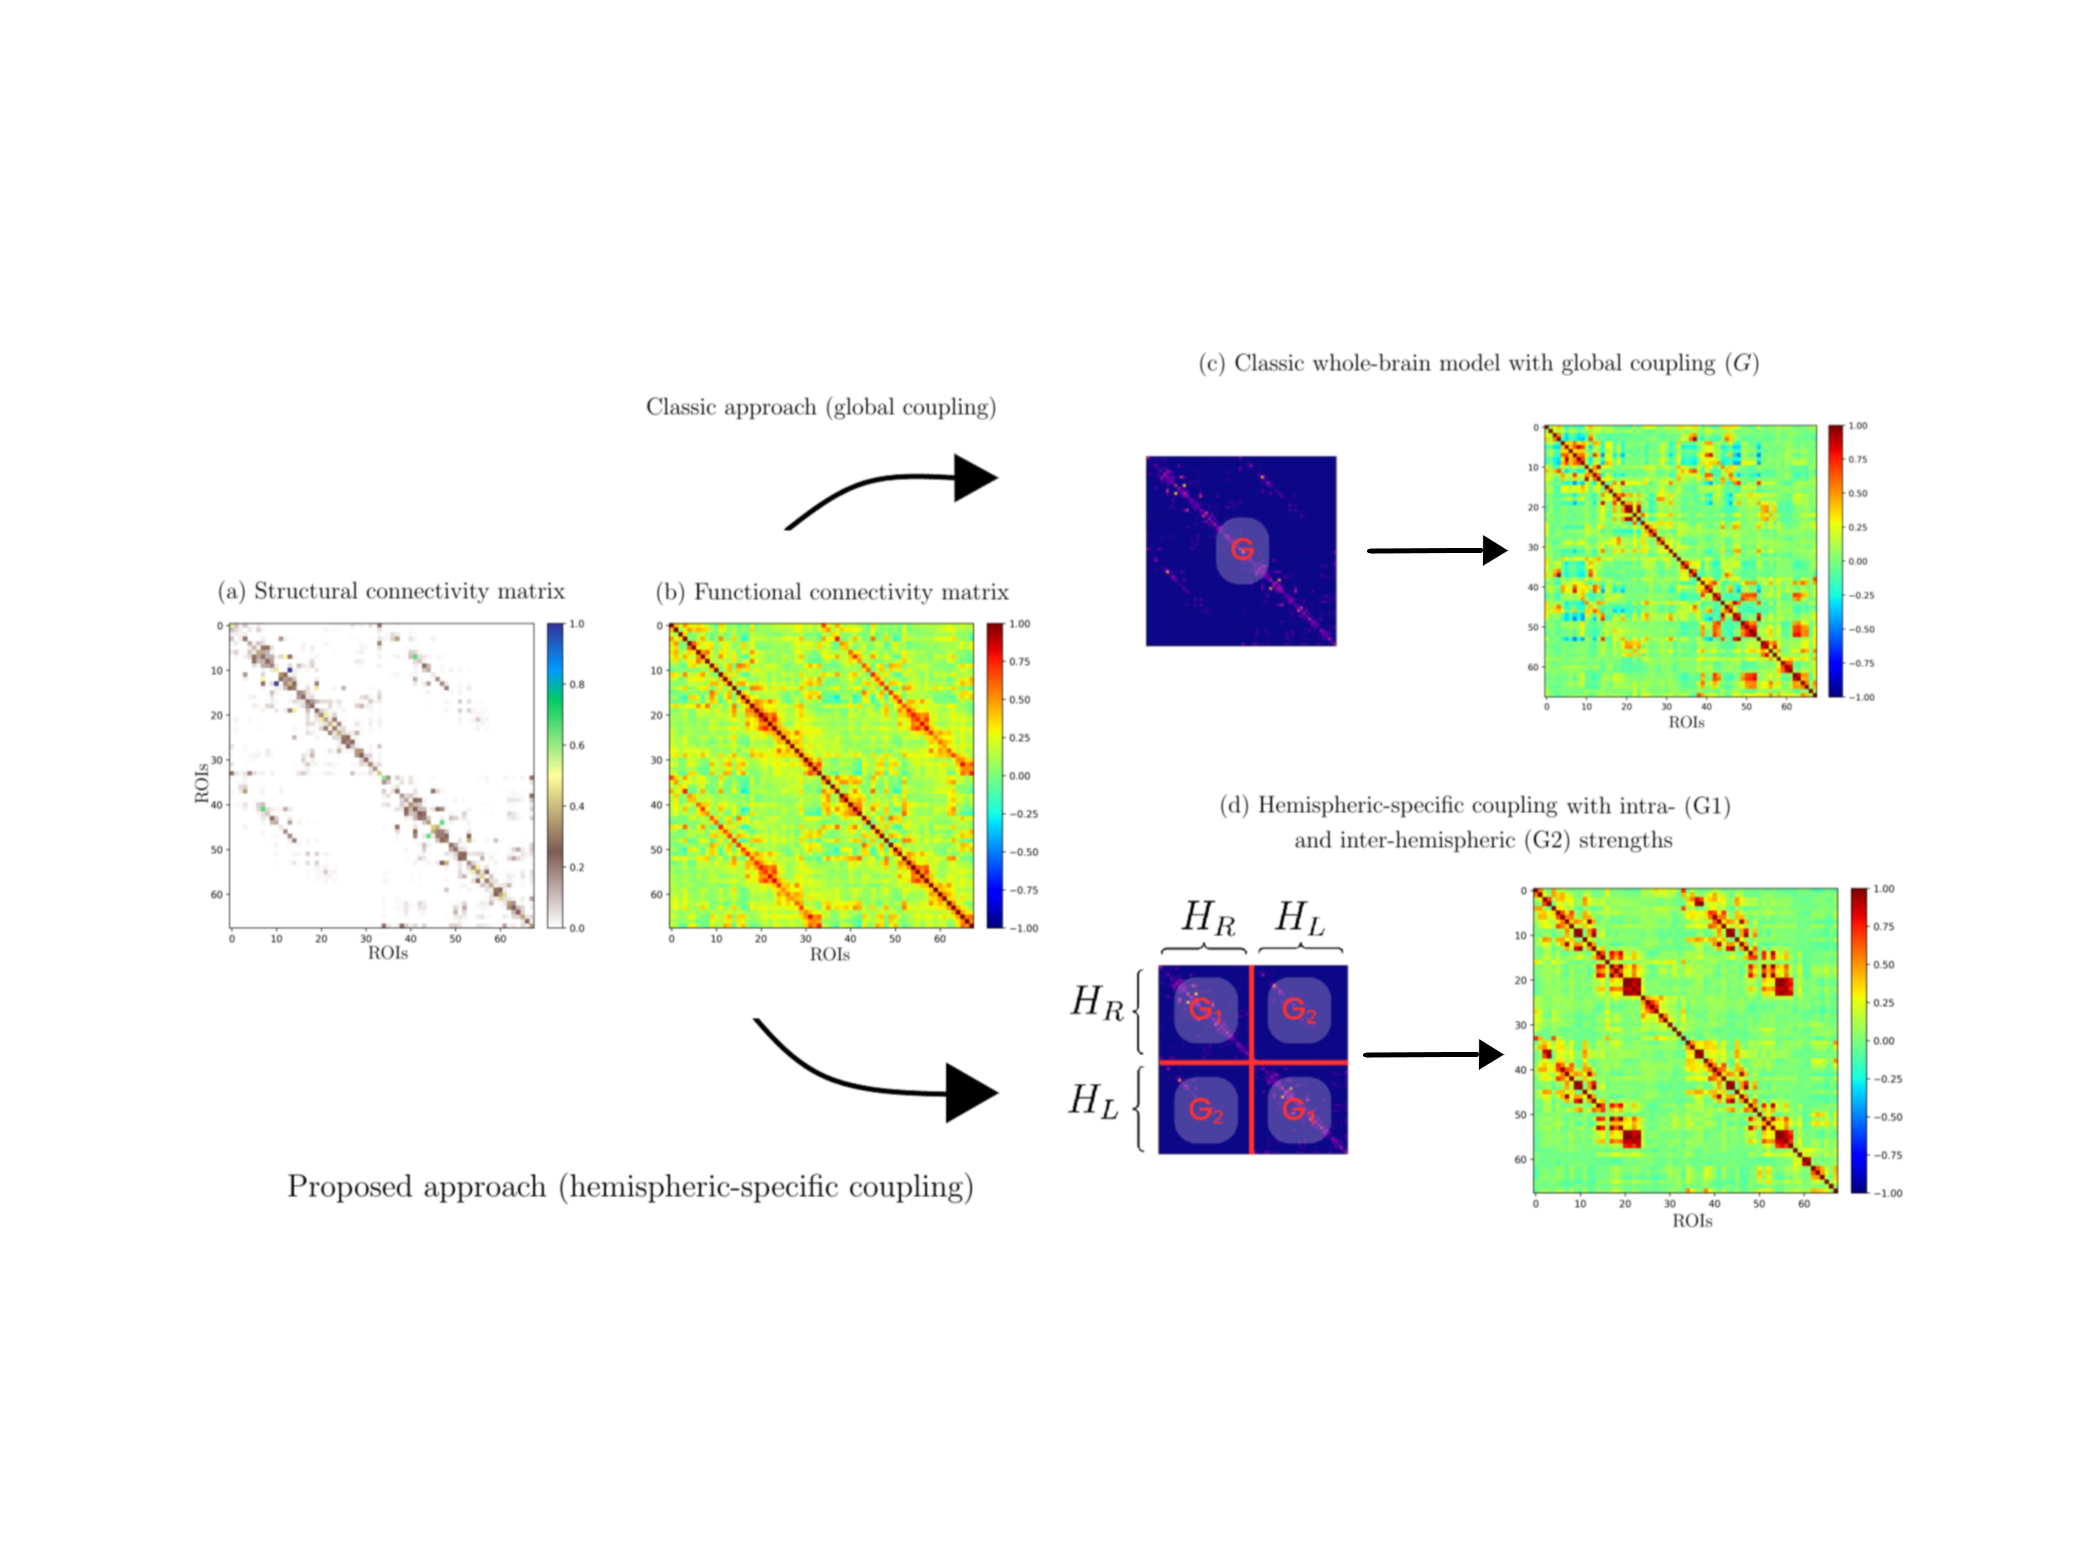 (c) Classic whole-brain model with global coupling (G)
Classic approach (global coupling)
G
1.00
0.75
0.50
0.25
0.00
−0.25
−0.50
−0.75
−1.00
0
10
20
30
40
50
60
0 10 20 30 40 50 60
ROIs
(a) Structural connectivity matrix
ROIs
0
10
20
30
40
50
60
0 10 20 30 40 50 60
ROIs
1.0
0.8
0.6
0.4
0.2
0.0
(b) Functional connectivity matrix
0
10
20
30
40
50
60
0 10 20 30 40 50 60
ROIs
1.00
0.75
0.50
0.25
0.00
−0.25
−0.50
−0.75
−1.00
(d) Hemispheric-specific coupling with intra- (G1)
and inter-hemispheric (G2) strengths
H_R H_L
H_R
H_L
G₁ G₂
G₂ G₁
0
10
20
30
40
50
60
0 10 20 30 40 50 60
ROIs
1.00
0.75
0.50
0.25
0.00
−0.25
−0.50
−0.75
−1.00
Proposed approach (hemispheric-specific coupling)